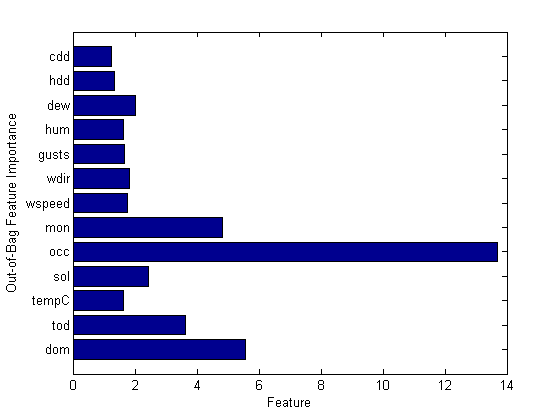 cdd
hdd
dew
hum
gusts
wdir
wspeed
mon
occ
sol
tempC
tod
dom
Out-of-Bag Feature Importance
0 2 4 6 8 10 12 14
Feature